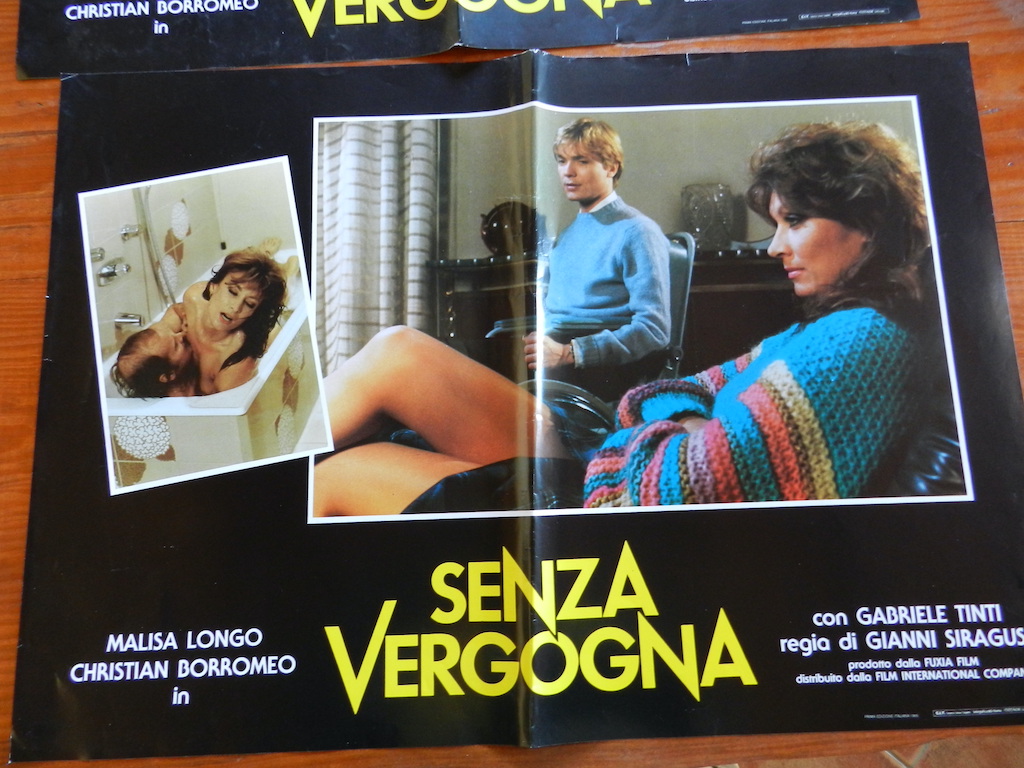 CHRISTIAN BORROMEO
in
VERGOGNA
SENZA
VERGOGNA
MALISA LONGO
CHRISTIAN BORROMEO
in
con GABRIELE TINTI
regia di GIANNI SIRAGUS
prodotto dalla FUXIA FILM
distribuito dalla FILM INTERNATIONAL COMPAN